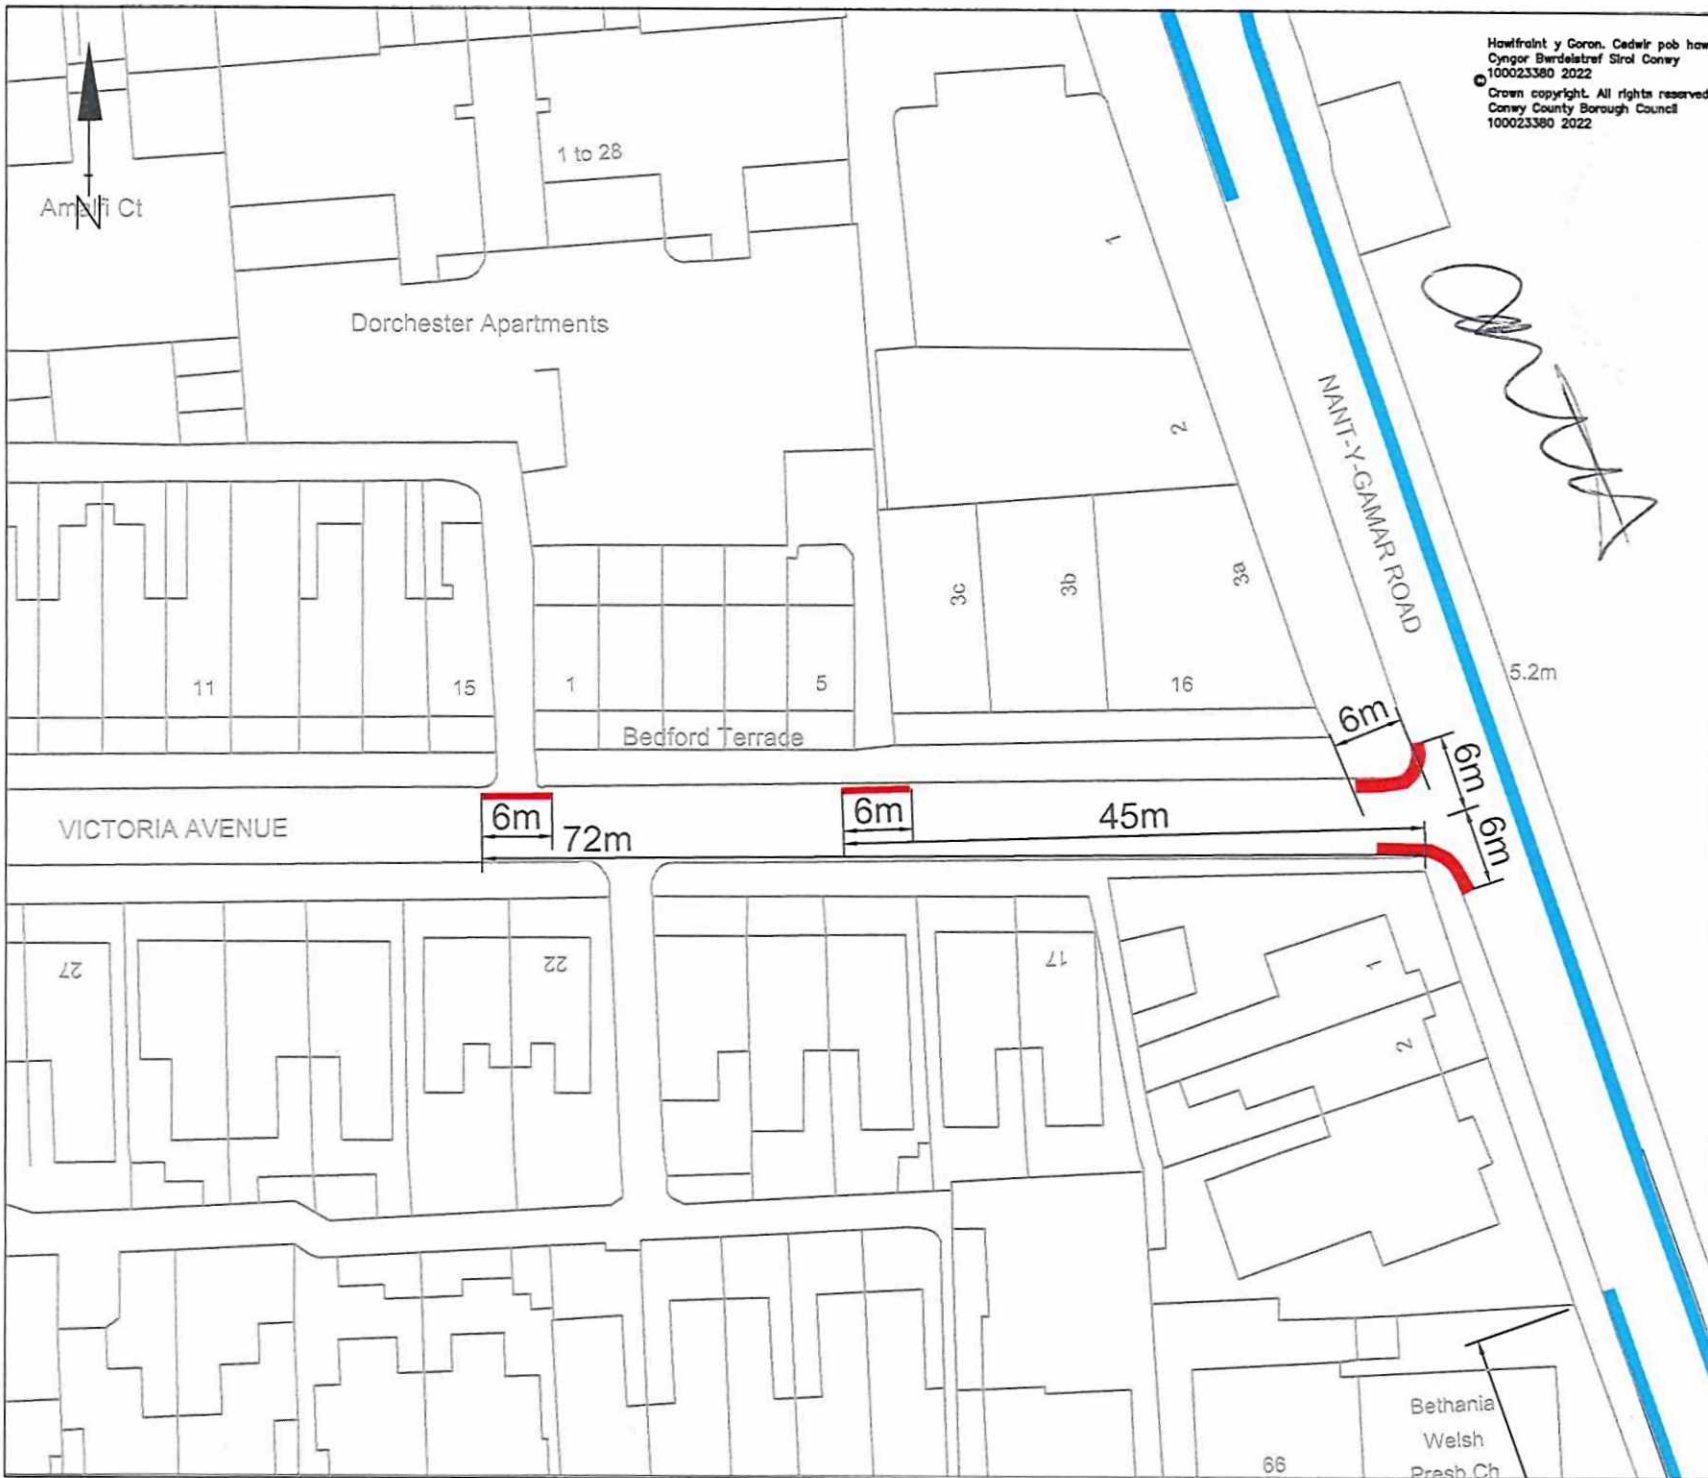 Hawlfraint y Goron. Cedwir pob haw
Cyngor Bwrdeistref Sirol Conwy
100023380 2022
©
Crown copyright. All rights reserved
Conwy County Borough Council
100023380 2022
1 to 28
Amalfi Ct
N
1
Dorchester Apartments
2
NANT-Y-GAMAR ROAD
3c
3b
3a
5.2m
11
15
1
5
16
Bedford Terrace
6m
6m
6m
VICTORIA AVENUE
6m
72m
6m
45m
27
22
17
1
2
Bethania
Welsh
Presb Ch
66